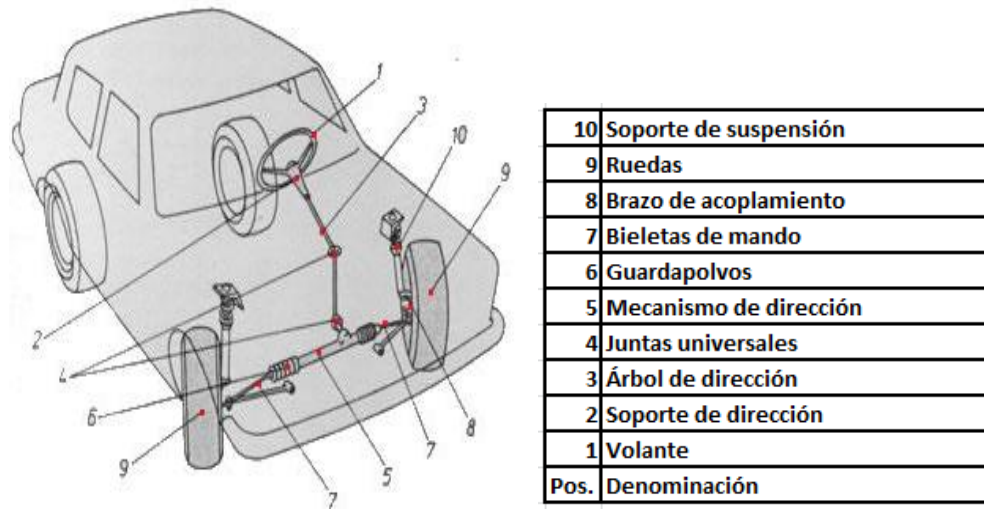 1
3
10
9
2
4
6
9
7
5
7
8
10 Soporte de suspensión
9 Ruedas
8 Brazo de acoplamiento
7 Bieletas de mando
6 Guardapolvos
5 Mecanismo de dirección
4 Juntas universales
3 Árbol de dirección
2 Soporte de dirección
1 Volante
Pos. Denominación